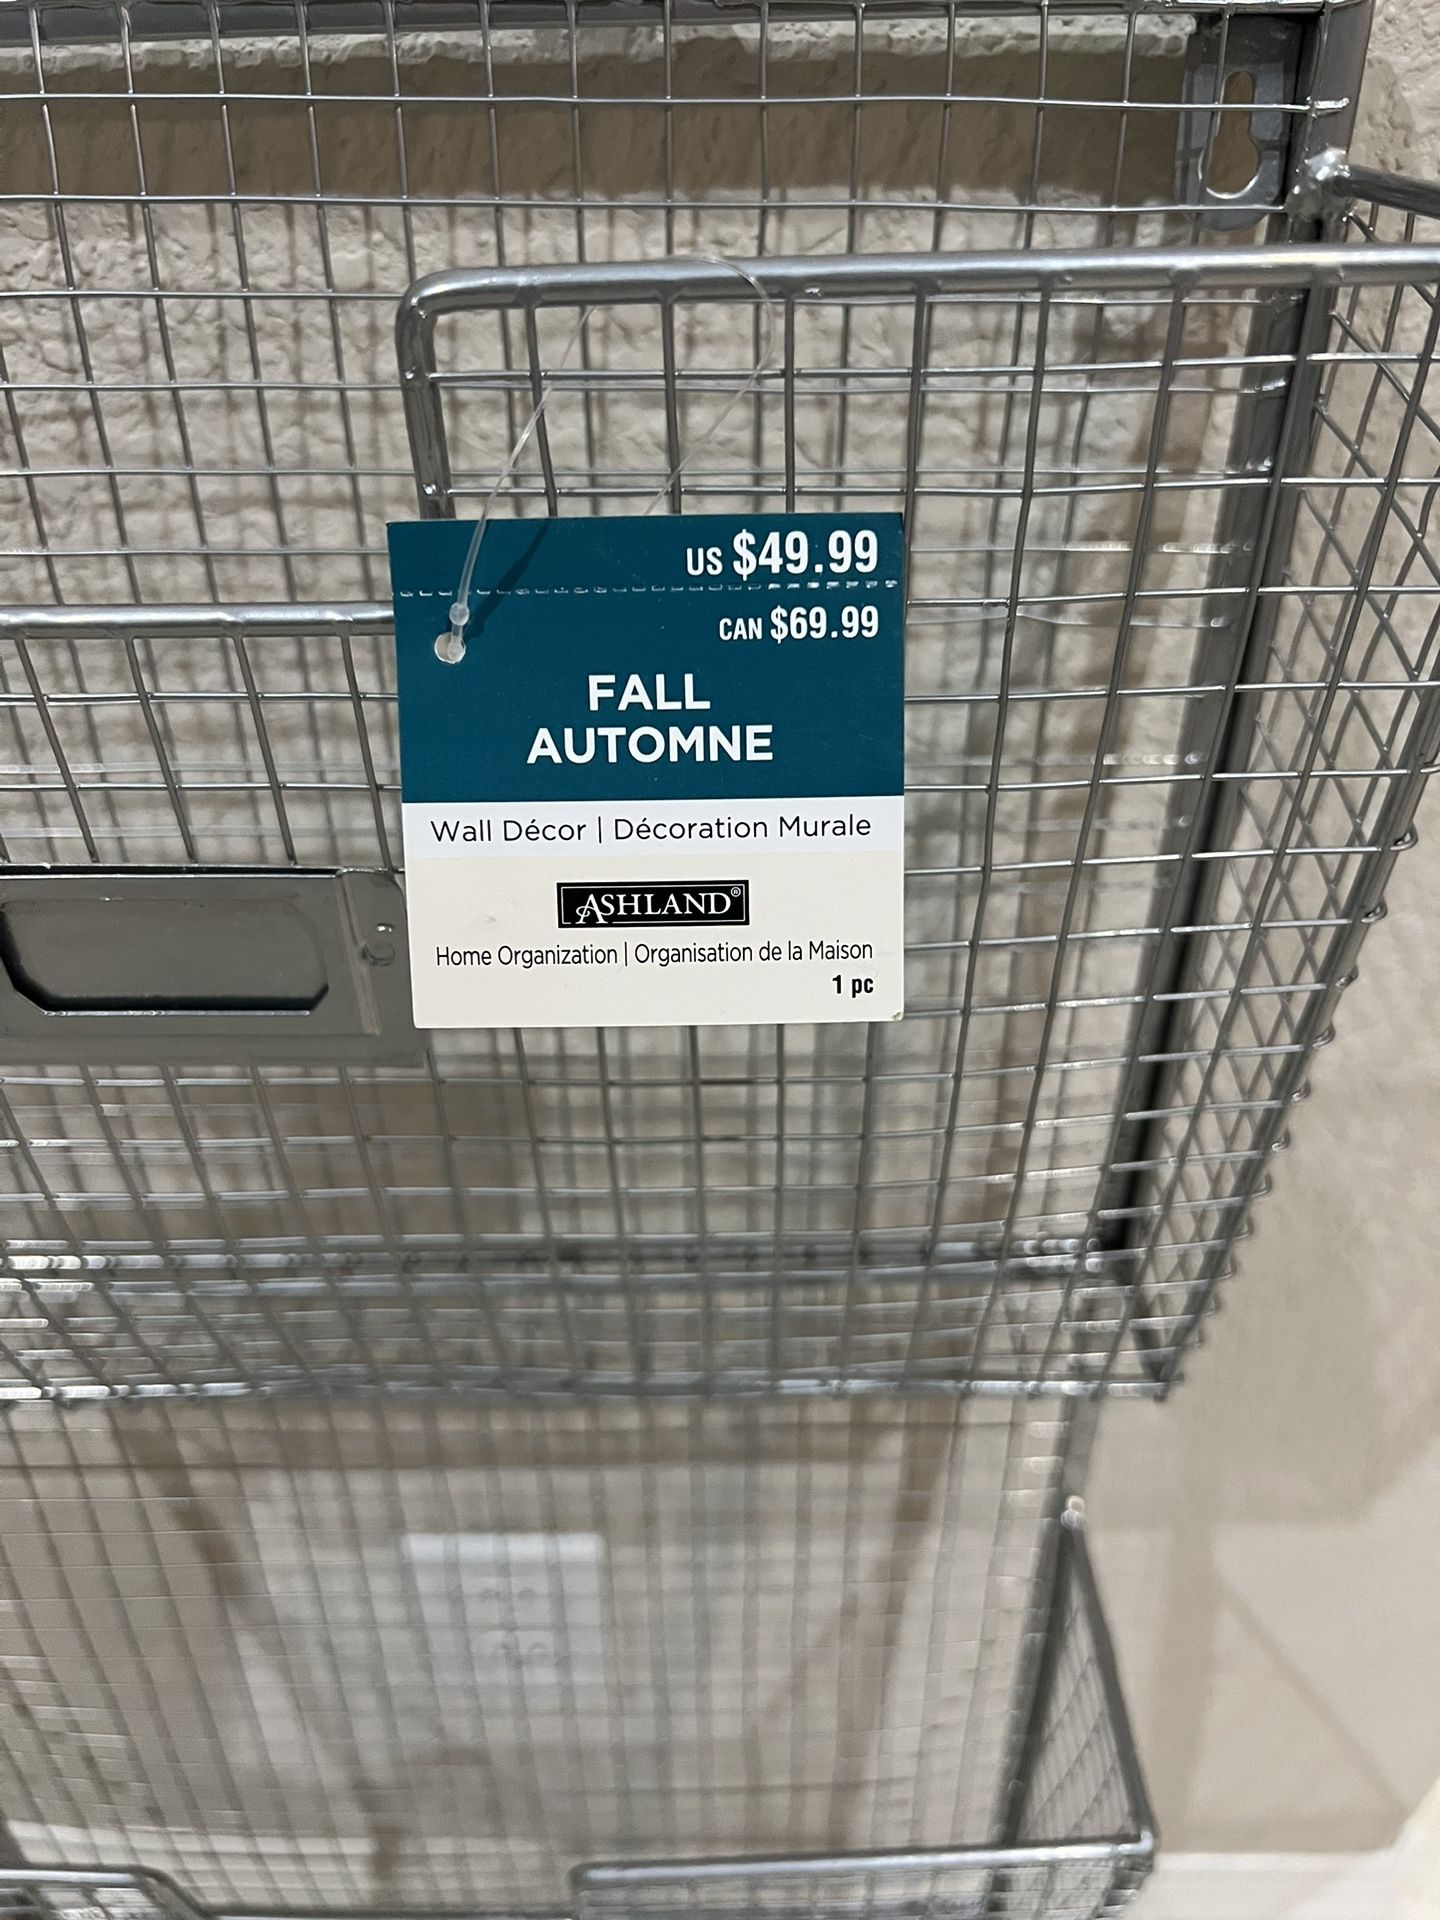 US $49.99
CAN $69.99
FALL
AUTOMNE
Wall Décor | Décoration Murale
ASHLAND®
Home Organization | Organisation de la Maison
1 pc